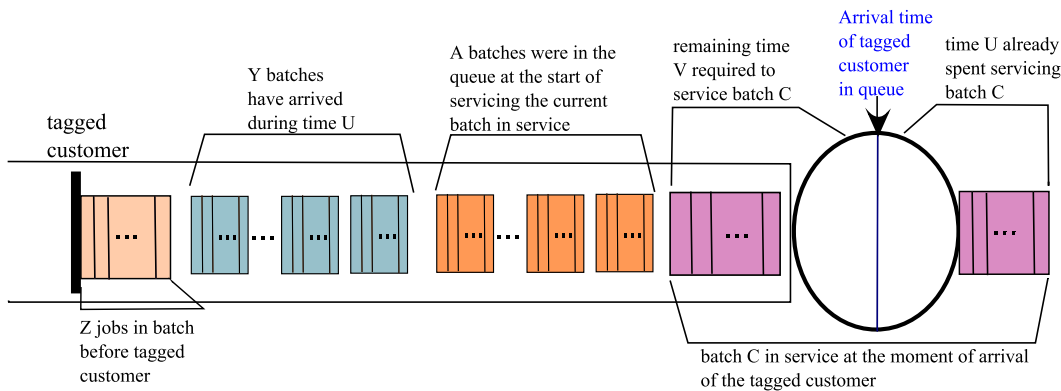 Arrival time
of tagged
customer
in queue
remaining time
V required to
service batch C
time U already
spent servicing
batch C
A batches were in the
queue at the start of
servicing the current
batch in service
Y batches
have arrived
during time U
tagged
customer
...
...
...
...
...
...
...
...
...
...
...
...
Z jobs in batch
before tagged
customer
batch C in service at the moment of arrival
of the tagged customer